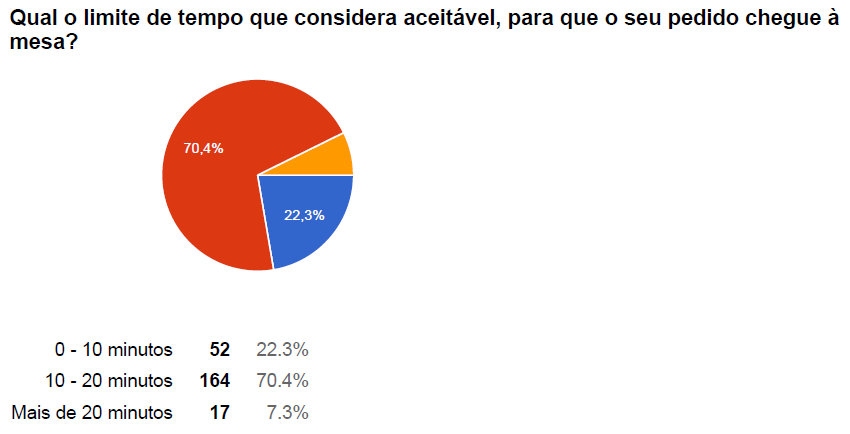 Qual o limite de tempo que considera aceitável, para que o seu pedido chegue à
mesa?
70,4%
22,3%
0 - 10 minutos 52 22.3%
10 - 20 minutos 164 70.4%
Mais de 20 minutos 17 7.3%